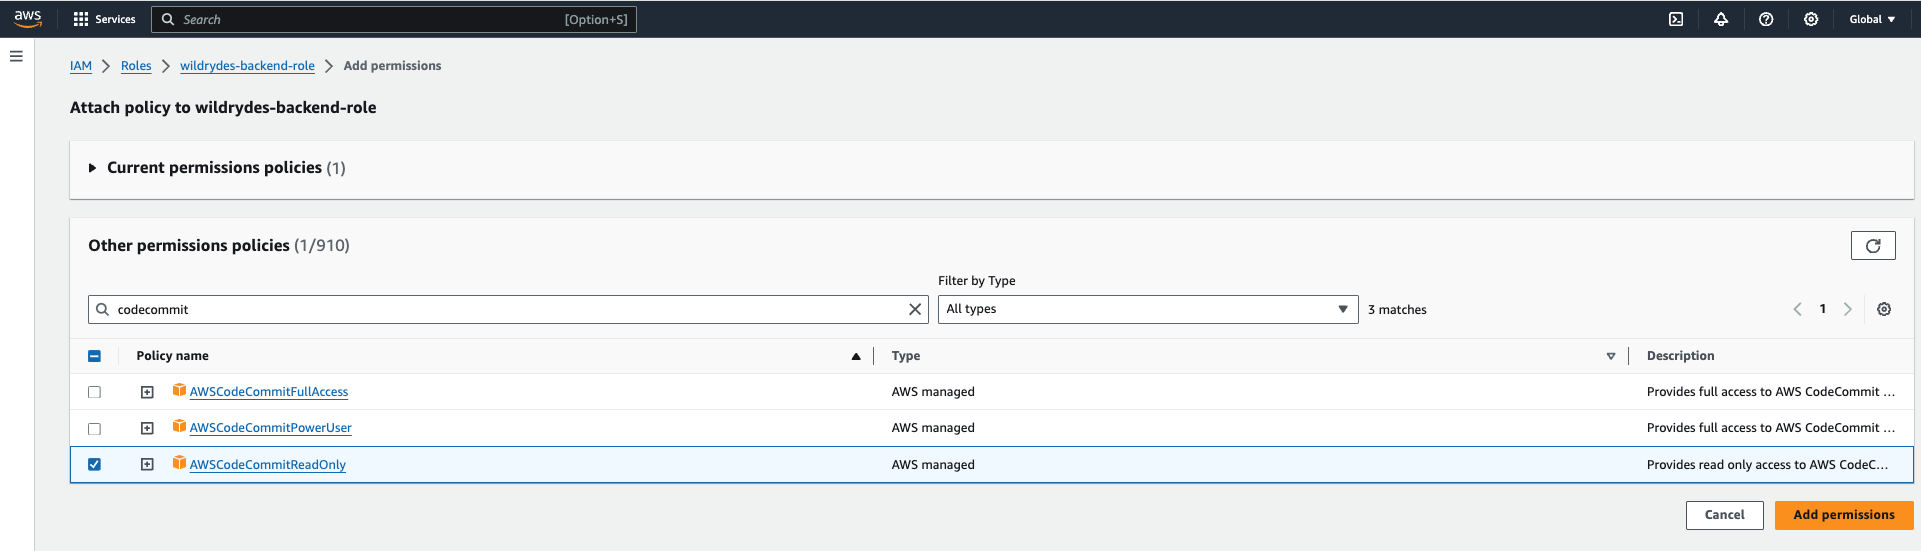 aws Services Search [Option+S] Global
IAM Roles wildrydes-backend-role Add permissions
Attach policy to wildrydes-backend-role
Current permissions policies (1)
Other permissions policies (1/910)
Filter by Type
codecommit All types 3 matches 1
Policy name Type Description
AWSCodeCommitFullAccess AWS managed Provides full access to AWS CodeCommit ...
AWSCodeCommitPowerUser AWS managed Provides full access to AWS CodeCommit ...
AWSCodeCommitReadOnly AWS managed Provides read only access to AWS CodeC...
Cancel Add permissions